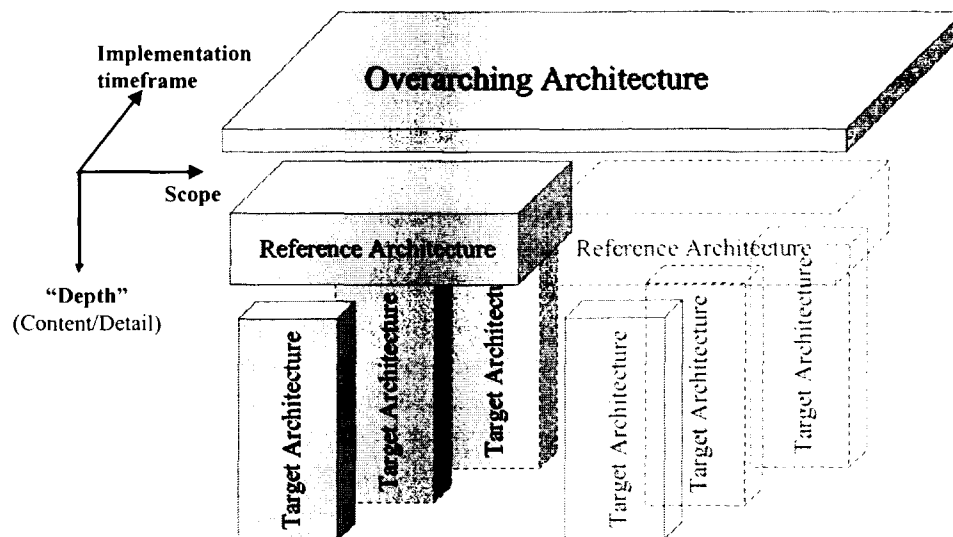 Implementation
timeframe
Overarching Architecture
Scope
Reference Architecture
Reference Architecture
“Depth”
(Content/Detail)
Target Architecture
Target Architecture
Target Architectu
Target Architecture
Target Architecture
Target Architecture